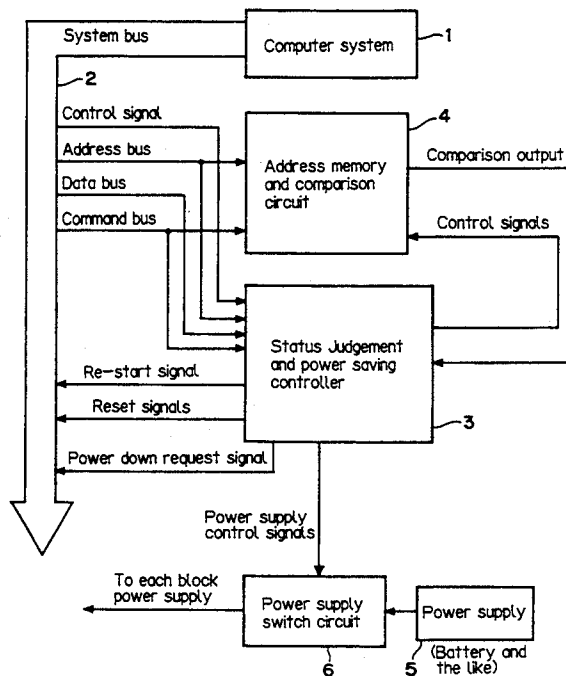 System bus
Computer system
1
2
Control signal
4
Address bus
Data bus
Command bus
Address memory
and comparison
circuit
Comparison output
Control signals
Status Judgement
and power saving
controller
3
Re-start signal
Reset signals
Power down request signal
Power supply
control signals
To each block
power supply
Power supply
switch circuit
6
Power supply
5
(Battery and
the like)